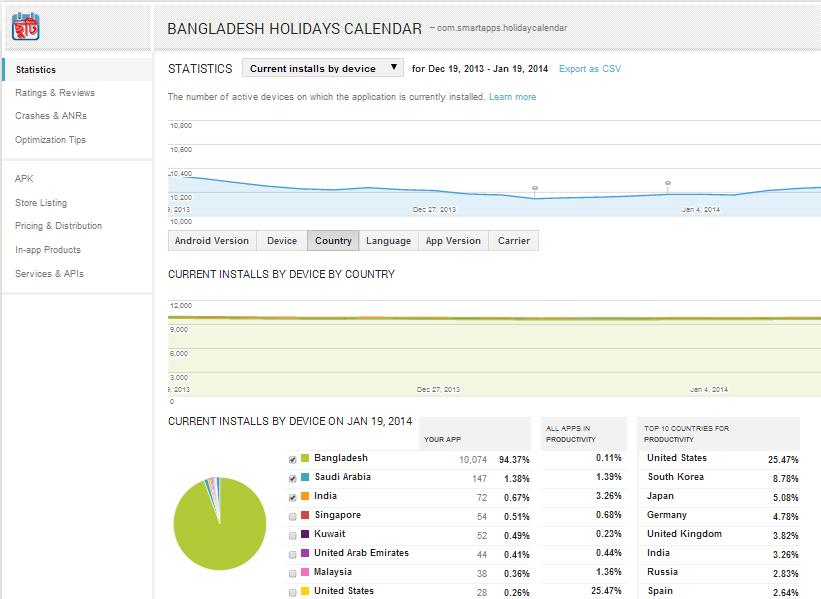 ছুটি
BANGLADESH HOLIDAYS CALENDAR – com.smartapps.holidaycalendar
Statistics
Ratings & Reviews
Crashes & ANRs
Optimization Tips
APK
Store Listing
Pricing & Distribution
In-app Products
Services & APIs
STATISTICS Current installs by device for Dec 19, 2013 - Jan 19, 2014 Export as CSV
The number of active devices on which the application is currently installed. Learn more
10,800
10,600
10,400
10,200
9, 2013 Dec 27, 2013 Jan 4, 2014
10,000
Android Version Device Country Language App Version Carrier
CURRENT INSTALLS BY DEVICE BY COUNTRY
12,000
9,000
6,000
3,000
9, 2013 Dec 27, 2013 Jan 4, 2014
0
CURRENT INSTALLS BY DEVICE ON JAN 19, 2014
YOUR APP
ALL APPS IN
PRODUCTIVITY
TOP 10 COUNTRIES FOR
PRODUCTIVITY
Bangladesh 10,074 94.37% 0.11% United States 25.47%
Saudi Arabia 147 1.38% 1.39% South Korea 8.78%
India 72 0.67% 3.26% Japan 5.08%
Singapore 54 0.51% 0.68% Germany 4.78%
Kuwait 52 0.49% 0.23% United Kingdom 3.82%
United Arab Emirates 44 0.41% 0.44% India 3.26%
Malaysia 38 0.36% 1.36% Russia 2.83%
United States 28 0.26% 25.47% Spain 2.64%